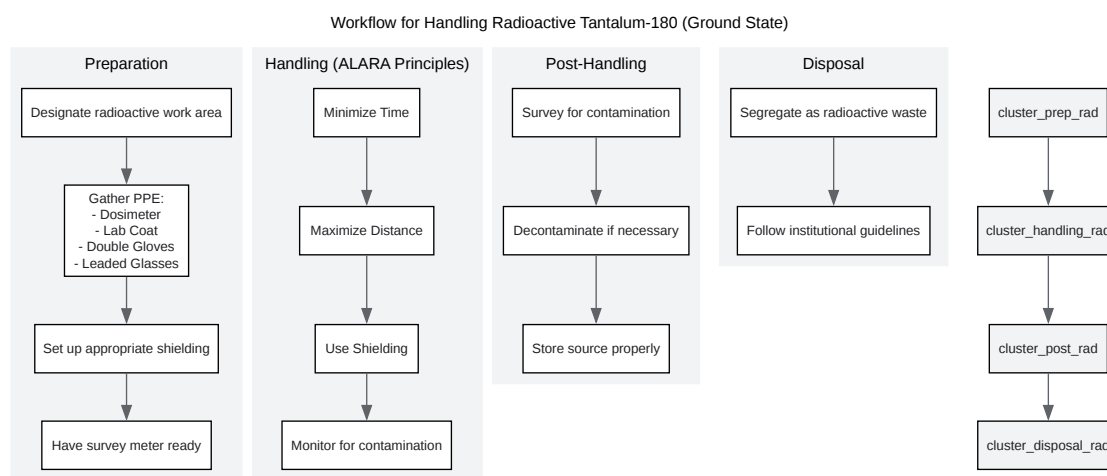 Workflow for Handling Radioactive Tantalum-180 (Ground State)
Preparation
Designate radioactive work area
Gather PPE:
- Dosimeter
- Lab Coat
- Double Gloves
- Leaded Glasses
Set up appropriate shielding
Have survey meter ready
Handling (ALARA Principles)
Minimize Time
Maximize Distance
Use Shielding
Monitor for contamination
Post-Handling
Survey for contamination
Decontaminate if necessary
Store source properly
Disposal
Segregate as radioactive waste
Follow institutional guidelines
cluster_prep_rad
cluster_handling_rad
cluster_post_rad
cluster_disposal_rad